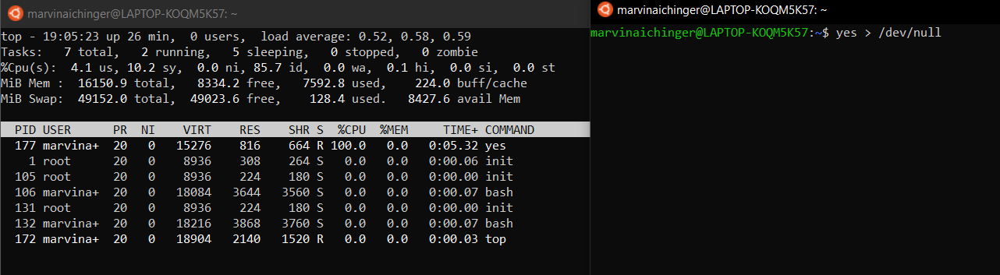 marvinaichinger@LAPTOP-KOQM5K57: ~
top - 19:05:23 up 26 min,  0 users,  load average: 0.52, 0.58, 0.59
Tasks:   7 total,   2 running,   5 sleeping,   0 stopped,   0 zombie
%Cpu(s):  4.1 us, 10.2 sy,  0.0 ni, 85.7 id,  0.0 wa,  0.1 hi,  0.0 si,  0.0 st
MiB Mem :  16150.9 total,   8334.2 free,   7592.8 used,    224.0 buff/cache
MiB Swap:  49152.0 total,  49023.6 free,    128.4 used.   8427.6 avail Mem
PID USER      PR  NI    VIRT    RES    SHR S  %CPU  %MEM     TIME+ COMMAND
177 marvina+  20   0   15276    816    664 R 100.0   0.0   0:05.32 yes
1 root      20   0    8936    308    264 S   0.0   0.0   0:00.06 init
105 root      20   0    8936    224    180 S   0.0   0.0   0:00.00 init
106 marvina+  20   0   18084   3644   3560 S   0.0   0.0   0:00.07 bash
131 root      20   0    8936    224    180 S   0.0   0.0   0:00.00 init
132 marvina+  20   0   18216   3868   3760 S   0.0   0.0   0:00.07 bash
172 marvina+  20   0   18904   2140   1520 R   0.0   0.0   0:00.03 top
marvinaichinger@LAPTOP-KOQM5K57: ~
marvinaichinger@LAPTOP-KOQM5K57:~$ yes > /dev/null